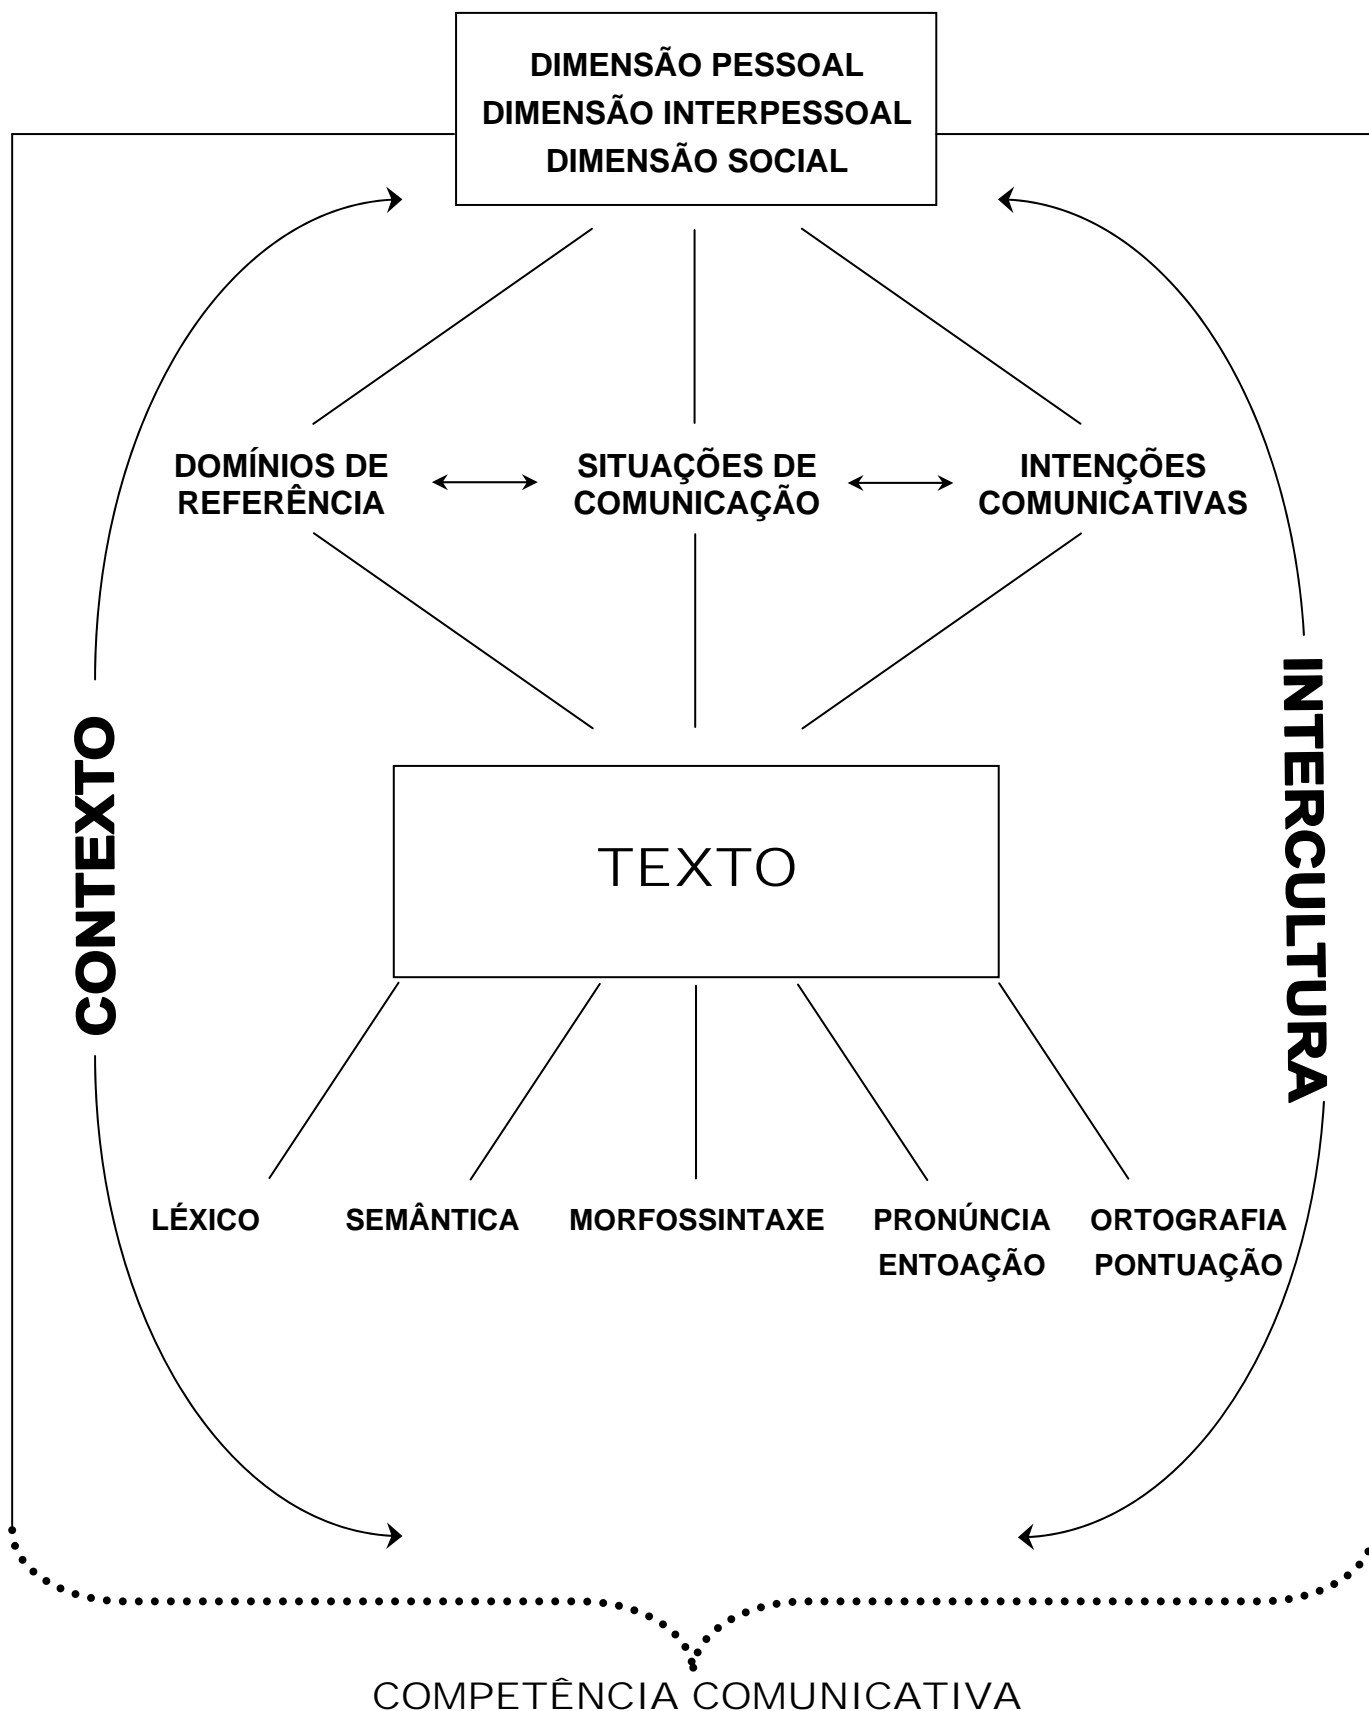 DIMENSÃO PESSOAL
DIMENSÃO INTERPESSOAL
DIMENSÃO SOCIAL
DOMÍNIOS DE
REFERÊNCIA
SITUAÇÕES DE
COMUNICAÇÃO
INTENÇÕES
COMUNICATIVAS
CONTEXTO
INTERCULTURA
TEXTO
LÉXICO
SEMÂNTICA
MORFOSSINTAXE
PRONÚNCIA
ENTOAÇÃO
ORTOGRAFIA
PONTUAÇÃO
COMPETÊNCIA COMUNICATIVA